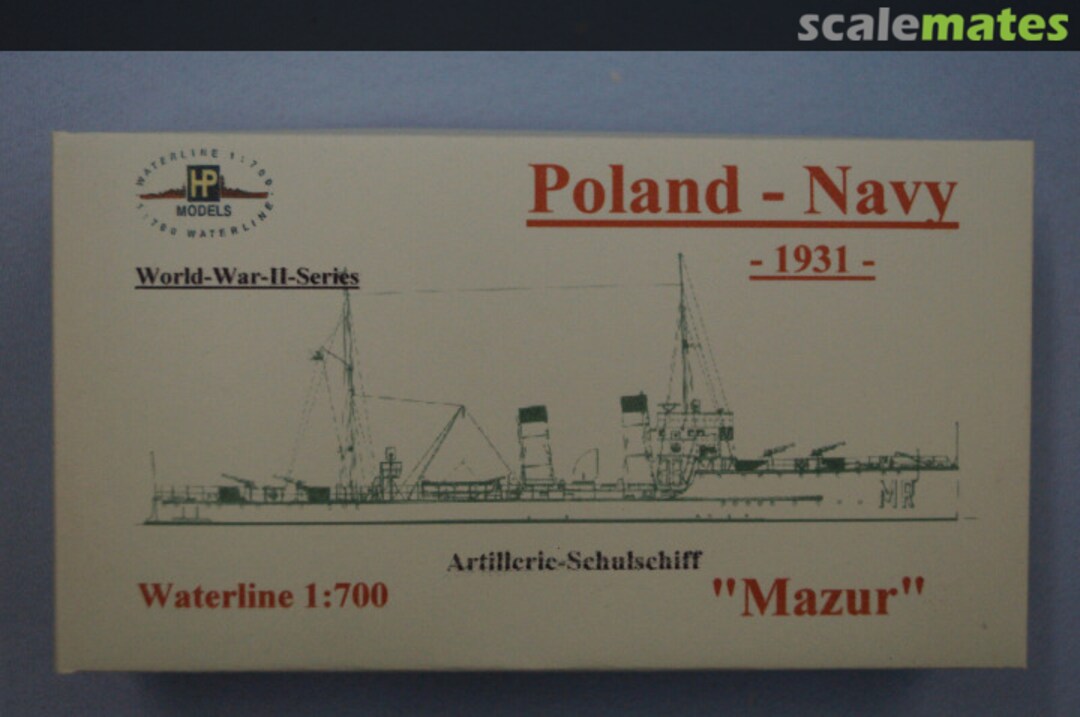 scalemates
WATERLINE 1:700
HP
MODELS
1:700 WATERLINE
Poland - Navy
- 1931 -
World-War-II-Series
MR
Artillerie-Schulschiff
Waterline 1:700
"Mazur"